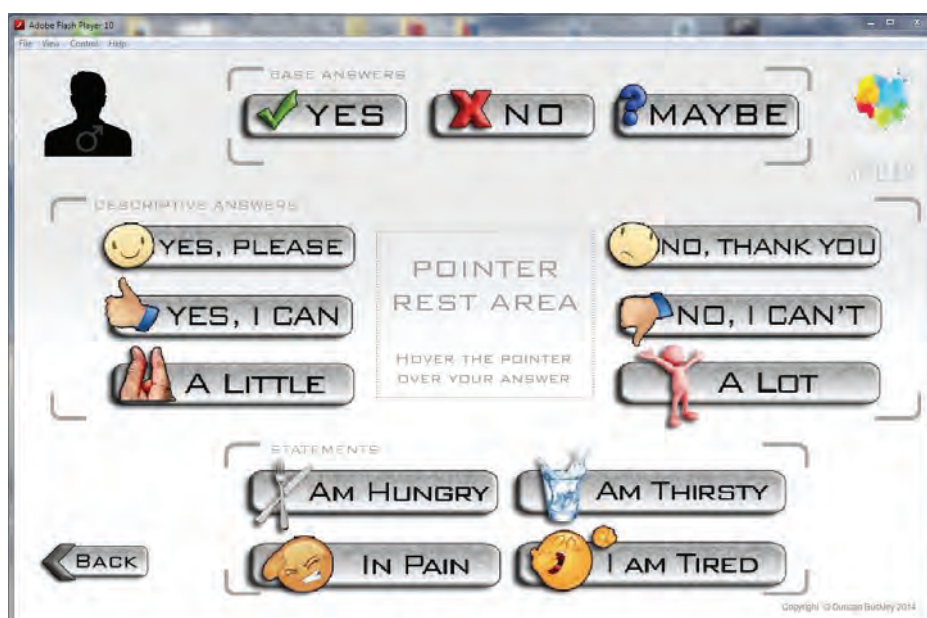 Adobe Flash Player 10
File View Control Help
BASE ANSWERS
YES
NO
MAYBE
DESCRIPTIVE ANSWERS
YES, PLEASE
NO, THANK YOU
POINTER
REST AREA
YES, I CAN
NO, I CAN'T
HOVER THE POINTER
OVER YOUR ANSWER
A LITTLE
A LOT
STATEMENTS
AM HUNGRY
AM THIRSTY
IN PAIN
I AM TIRED
BACK
Copyright © Duncan Buckley 2014